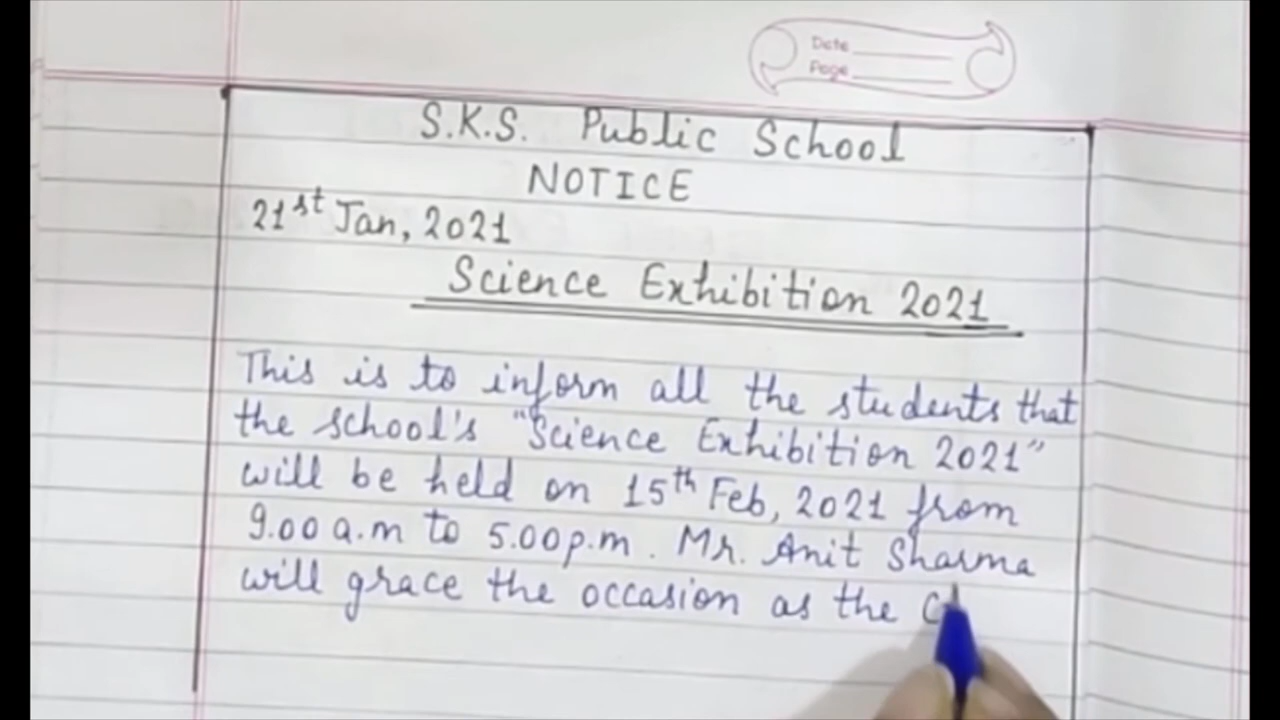 Date
Page
S.K.S. Public School
NOTICE
21st Jan, 2021
Science Exhibition 2021
This is to inform all the students that
the school's "Science Exhibition 2021"
will be held on 15th Feb, 2021 from
9.00 a.m to 5.00 p.m. Mr. Anit Sharma
will grace the occasion as the C